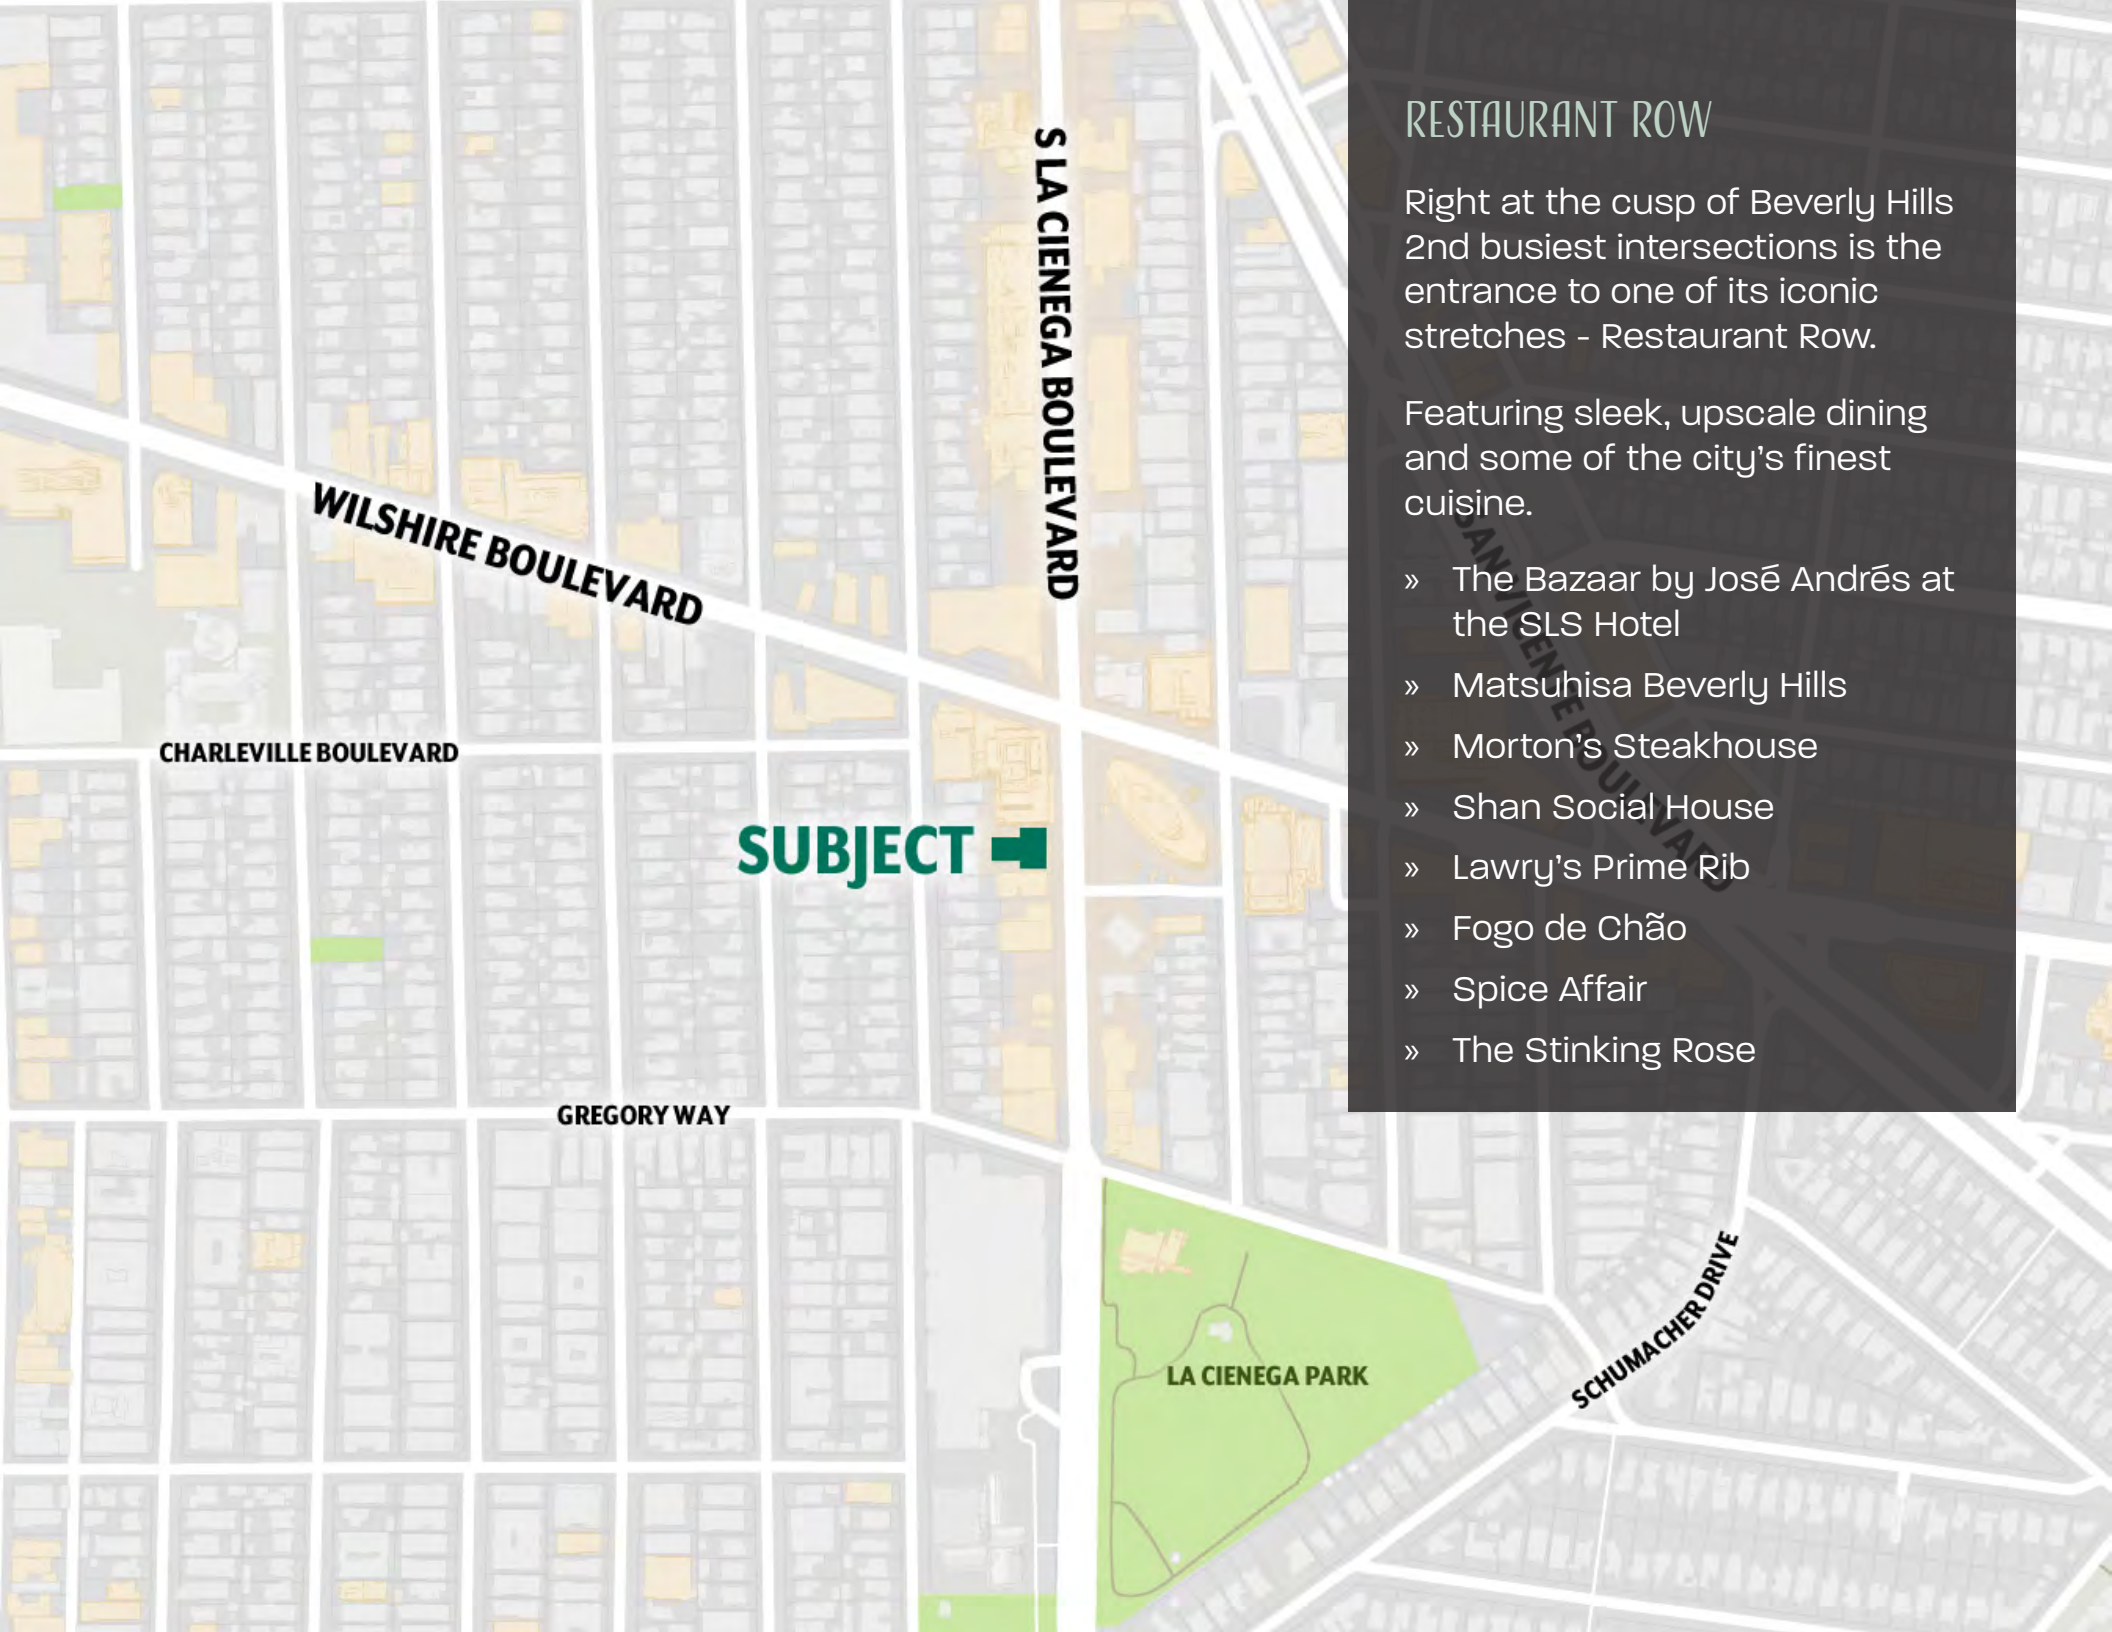 S LA CIENEGA BOULEVARD
WILSHIRE BOULEVARD
CHARLEVILLE BOULEVARD
SUBJECT
GREGORY WAY
LA CIENEGA PARK
SCHUMACHER DRIVE
SAN VICENTE BOULEVARD
RESTAURANT ROW
Right at the cusp of Beverly Hills
2nd busiest intersections is the
entrance to one of its iconic
stretches - Restaurant Row.
Featuring sleek, upscale dining
and some of the city's finest
cuisine.
» The Bazaar by José Andrés at
the SLS Hotel
» Matsuhisa Beverly Hills
» Morton's Steakhouse
» Shan Social House
» Lawry's Prime Rib
» Fogo de Chão
» Spice Affair
» The Stinking Rose